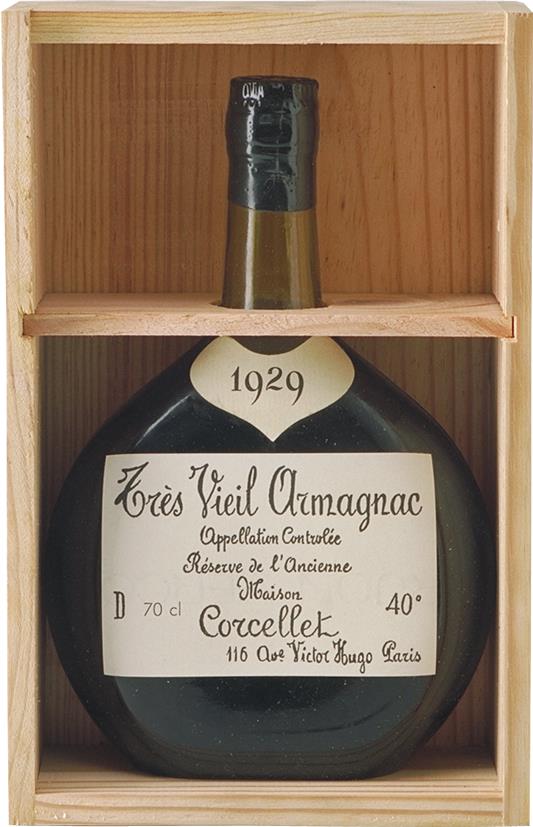 1929
Très Vieil Armagnac
Appellation Controlée
Réserve de l'Ancienne
Maison
D 70 cl Corcellet 40°
116 Ave Victor Hugo Paris